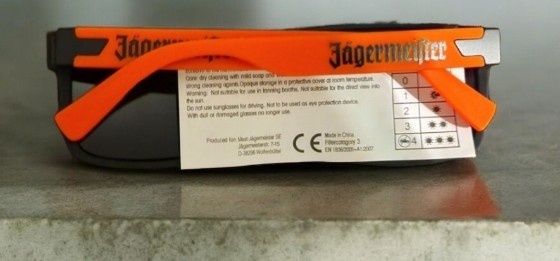 Jägermeister
Jägermeister
Care: dry cleaning with mild soap and
strong cleaning agent. Opaque storage in a protective cover at room temperature.
Warning: Not suitable for use in tanning booths. Not suitable for the direct view into
the sun.
Do not use sunglasses for driving. Not to be used as eye protection device.
With dull or damaged glasses no longer use.
Produced for: Mast-Jägermeister SE
Jägermeisterstr. 7-15
D-38296 Wolfenbüttel
CE
Made in China
Filtercategory 3
EN 1836/2005+A1:2007
0
2
3
4